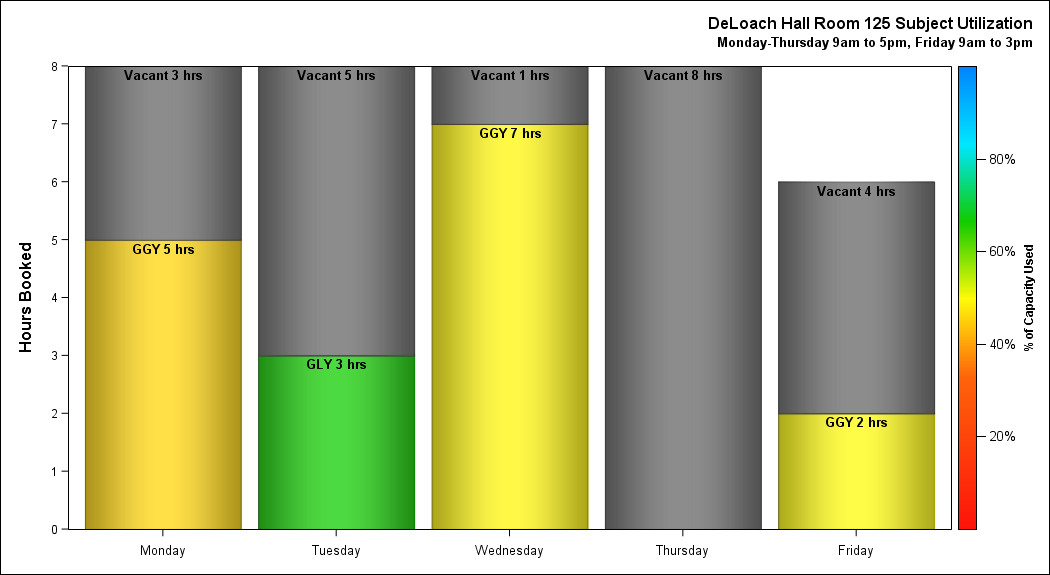 DeLoach Hall Room 125 Subject Utilization
Monday-Thursday 9am to 5pm, Friday 9am to 3pm
Hours Booked
8
7
6
5
4
3
2
1
0
Vacant 3 hrs
GGY 5 hrs
Vacant 5 hrs
GLY 3 hrs
Vacant 1 hrs
GGY 7 hrs
Vacant 8 hrs
Vacant 4 hrs
GGY 2 hrs
Monday
Tuesday
Wednesday
Thursday
Friday
80%
60%
40%
20%
% of Capacity Used